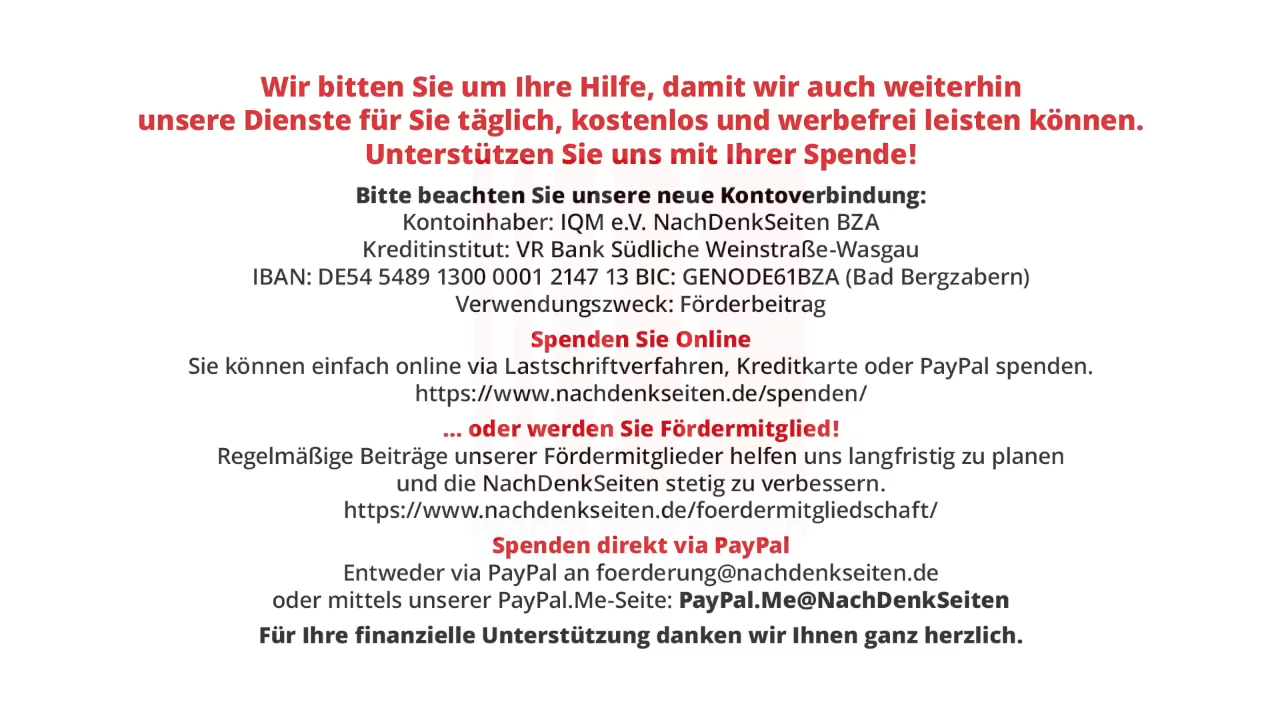 Wir bitten Sie um Ihre Hilfe, damit wir auch weiterhin
unsere Dienste für Sie täglich, kostenlos und werbefrei leisten können.
Unterstützen Sie uns mit Ihrer Spende!
Bitte beachten Sie unsere neue Kontoverbindung:
Kontoinhaber: IQM e.V. NachDenkSeiten BZA
Kreditinstitut: VR Bank Südliche Weinstraße-Wasgau
IBAN: DE54 5489 1300 0001 2147 13 BIC: GENODE61BZA (Bad Bergzabern)
Verwendungszweck: Förderbeitrag
Spenden Sie Online
Sie können einfach online via Lastschriftverfahren, Kreditkarte oder PayPal spenden.
https://www.nachdenkseiten.de/spenden/
... oder werden Sie Fördermitglied!
Regelmäßige Beiträge unserer Fördermitglieder helfen uns langfristig zu planen
und die NachDenkSeiten stetig zu verbessern.
https://www.nachdenkseiten.de/foerdermitgliedschaft/
Spenden direkt via PayPal
Entweder via PayPal an foerderung@nachdenkseiten.de
oder mittels unserer PayPal.Me-Seite: PayPal.Me@NachDenkSeiten
Für Ihre finanzielle Unterstützung danken wir Ihnen ganz herzlich.